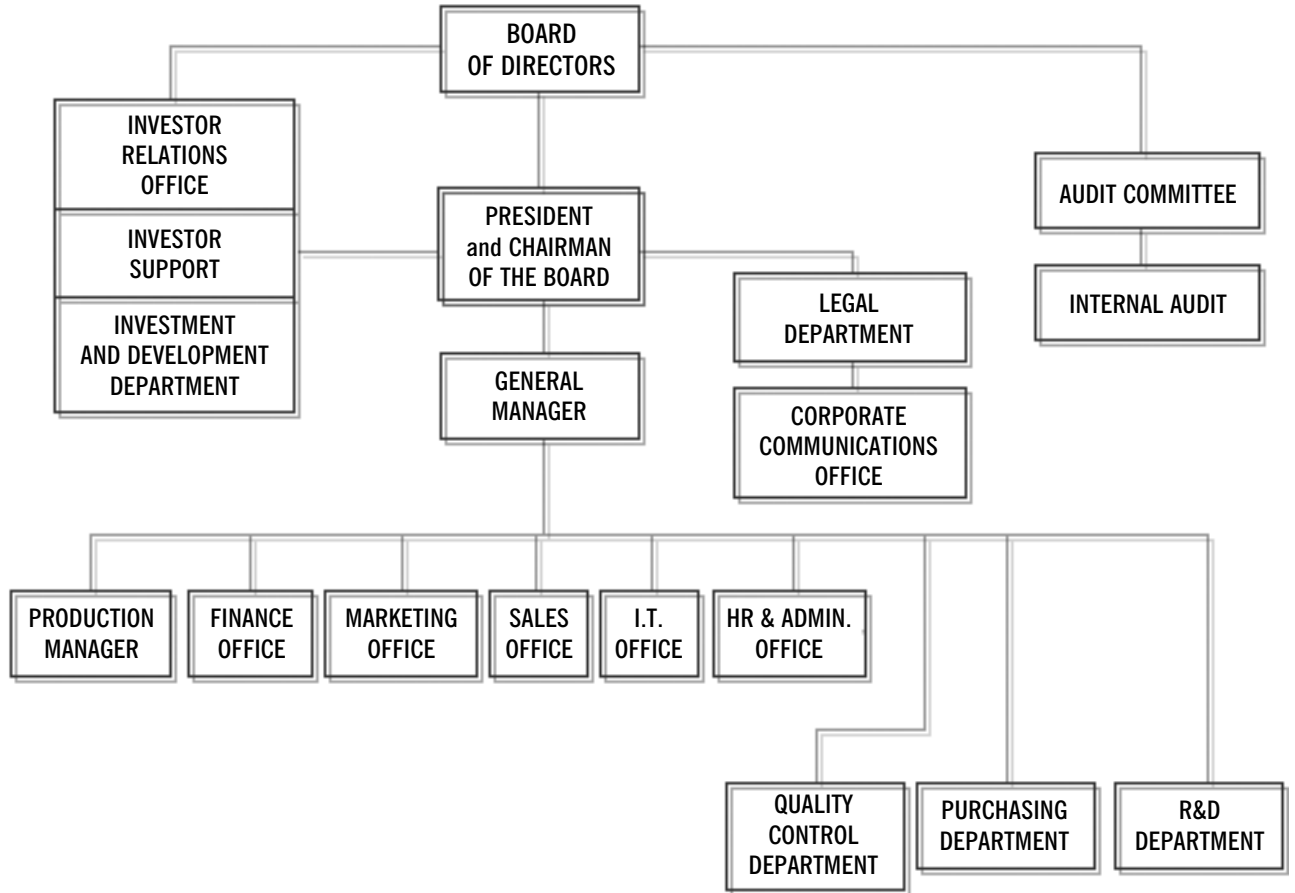 BOARD
OF DIRECTORS
INVESTOR
RELATIONS
OFFICE
INVESTOR
SUPPORT
INVESTMENT
AND DEVELOPMENT
DEPARTMENT
PRESIDENT
and CHAIRMAN
OF THE BOARD
AUDIT COMMITTEE
INTERNAL AUDIT
LEGAL
DEPARTMENT
CORPORATE
COMMUNICATIONS
OFFICE
GENERAL
MANAGER
PRODUCTION
MANAGER
FINANCE
OFFICE
MARKETING
OFFICE
SALES
OFFICE
I.T.
OFFICE
HR & ADMIN.
OFFICE
QUALITY
CONTROL
DEPARTMENT
PURCHASING
DEPARTMENT
R&D
DEPARTMENT